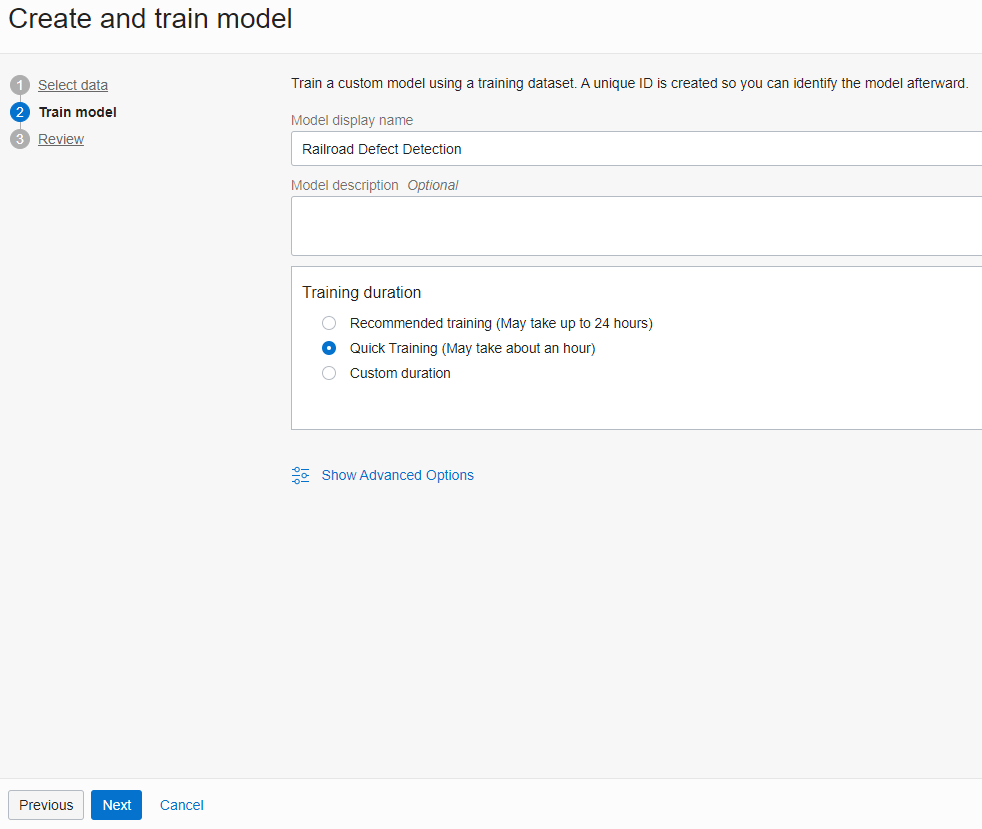 Create and train model
1 Select data
2 Train model
3 Review
Train a custom model using a training dataset. A unique ID is created so you can identify the model afterward.
Model display name
Railroad Defect Detection
Model description Optional
Training duration
Recommended training (May take up to 24 hours)
Quick Training (May take about an hour)
Custom duration
Show Advanced Options
Previous Next Cancel